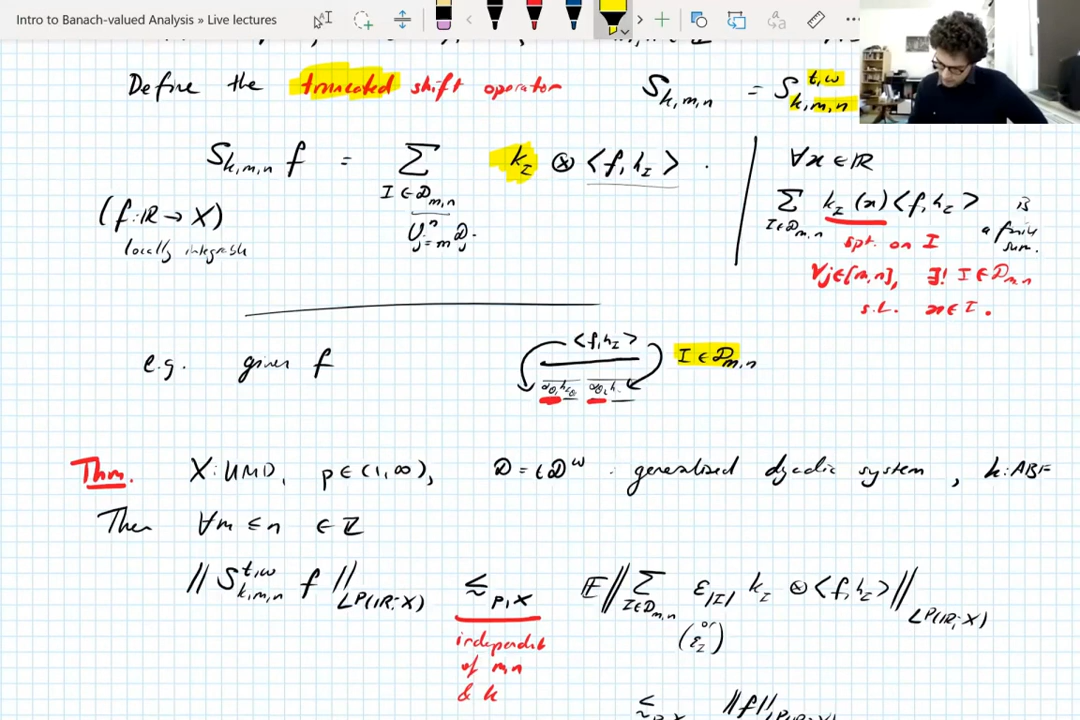 Intro to Banach-valued Analysis » Live lectures
Define the truncated shift operator S_{k,m,n} = S^{t,w}_{k,m,n}
S_{k,m,n} f = Σ_{I∈𝒟_{m,n}} k_I ⊗ <f,h_I> .
(f:ℝ→X)
locally integrable
⋃_{j=m}^{n} 𝒟_j.
∀x∈ℝ
Σ_{I∈𝒟_{m,n}} k_I(x)<f,h_I> is a finite sum.
spt. on I
∀j∈[m,n], ∃! I∈𝒟_{m,n}
s.t. x∈I.
e.g. given f
<f,h_I>
I∈𝒟_{m,n}
Thm. X:UMD, p∈(1,∞), 𝒟=t𝒟^w : generalised dyadic system, k:ABF
Then ∀m≤n ∈ℤ
‖S^{t,w}_{k,m,n} f‖_{L^p(ℝ;X)} ≲_{p,X} 𝔼‖Σ_{I∈𝒟_{m,n}} ε_{|I|} k_I ⊗<f,h_I>‖_{L^p(ℝ;X)}
(or ε_I)
independent
of m,n
& k
≲_{p,X} ‖f‖_{L^p(ℝ;X)}